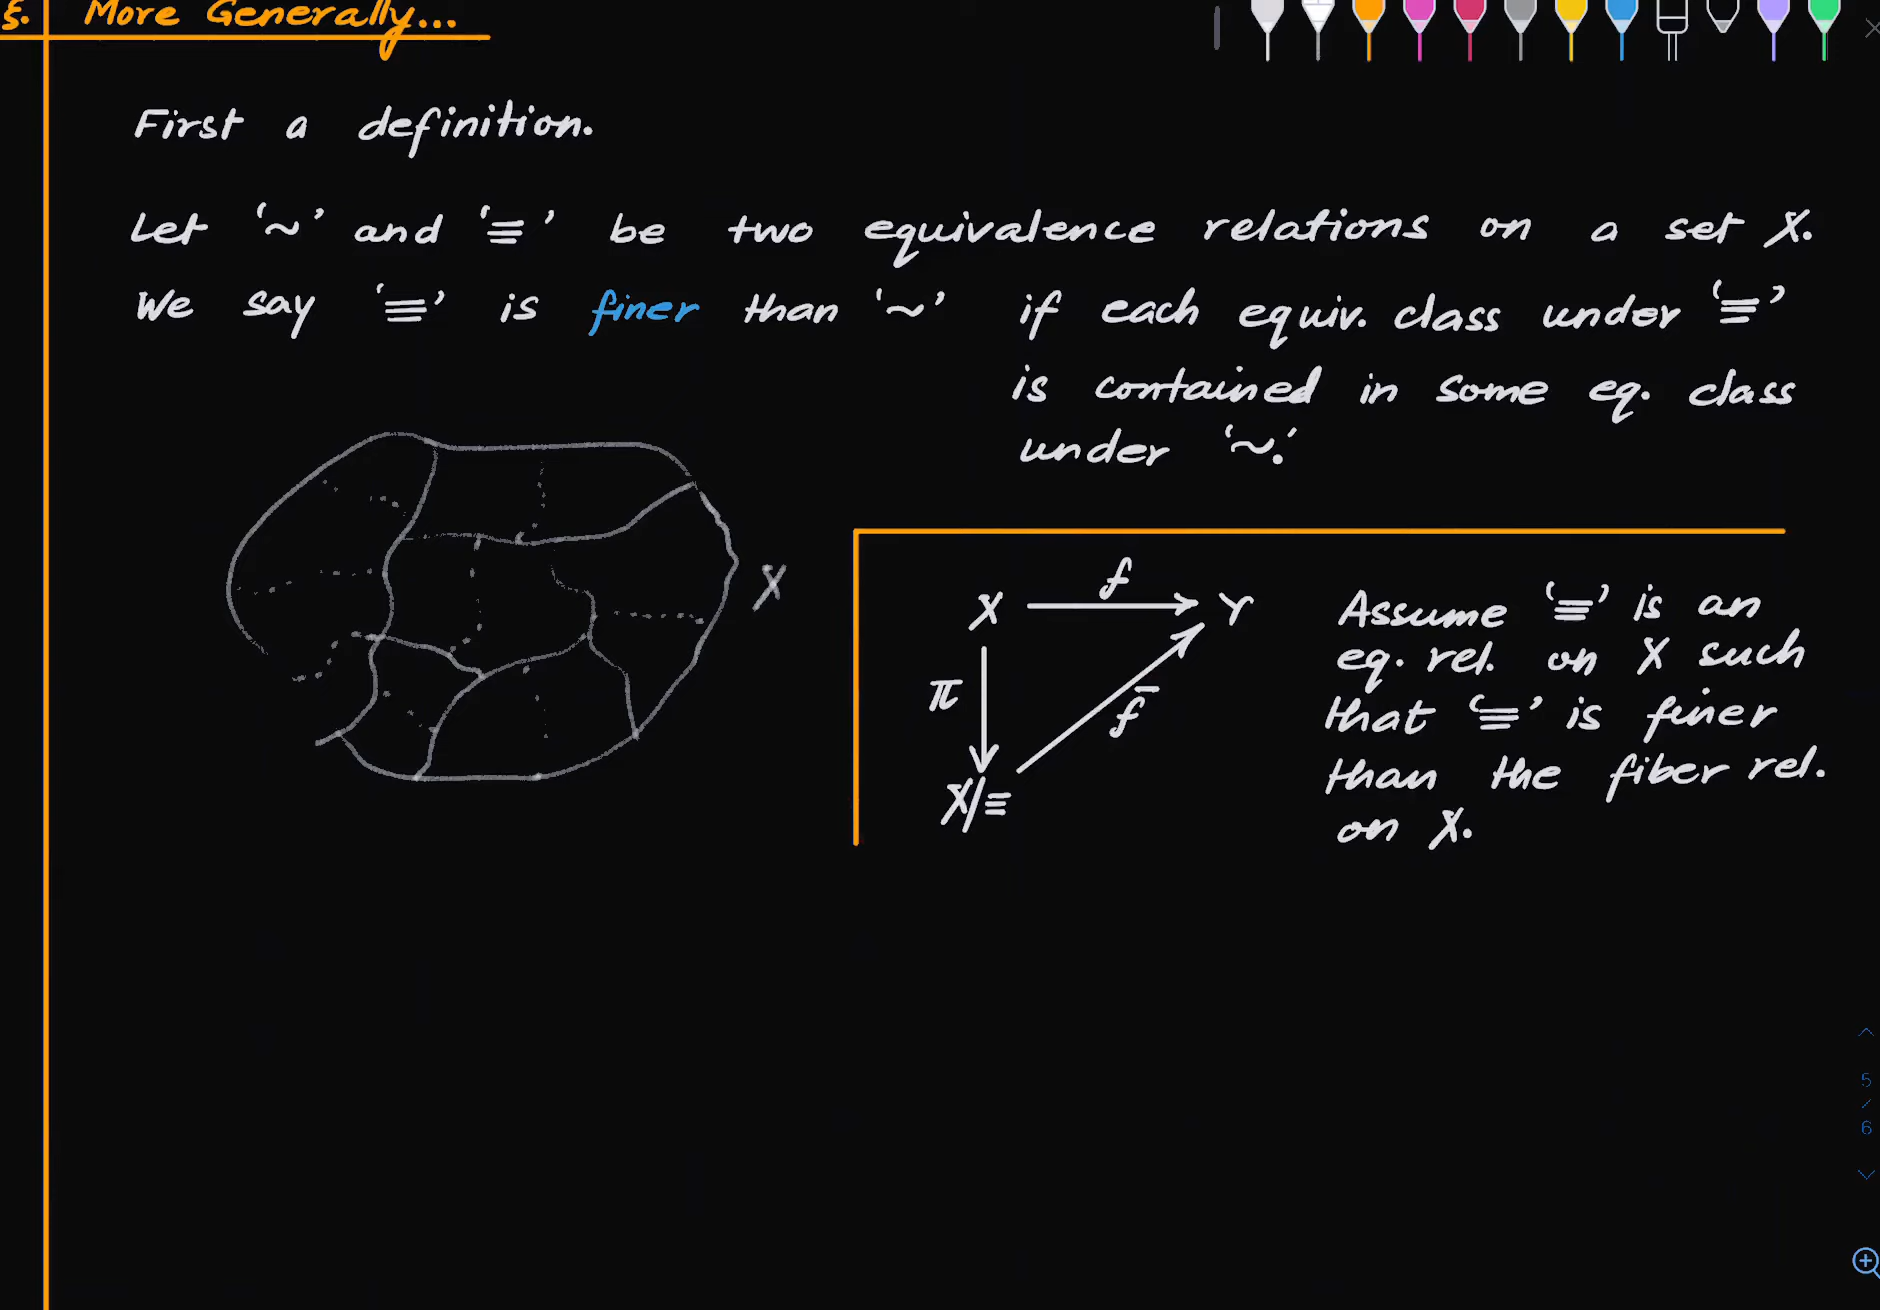 §. More Generally...
First a definition.
Let '~' and '≡' be two equivalence relations on a set X.
We say '≡' is finer than '~' if each equiv. class under '≡'
is contained in some eq. class
under '~'.
X
X f Y
π f̄
X/≡
Assume '≡' is an
eq. rel. on X such
that '≡' is finer
than the fiber rel.
on X.
5
/
6